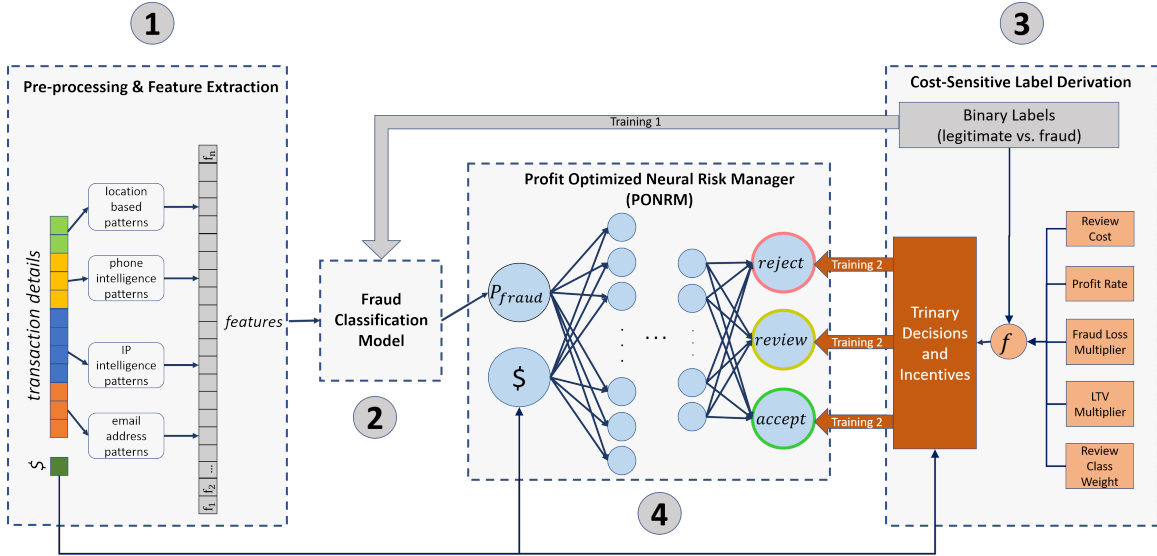 1
3
Pre-processing & Feature Extraction
Cost-Sensitive Label Derivation
Training 1
Binary Labels
(legitimate vs. fraud)
transaction details
location
based
patterns
phone
intelligence
patterns
IP
intelligence
patterns
email
address
patterns
$
fn
...
f2
f1
features
Fraud
Classification
Model
2
Profit Optimized Neural Risk Manager
(PONRM)
Pfraud
$
. . .
. . .
...
reject
review
accept
4
Training 2
Training 2
Training 2
Trinary
Decisions
and
Incentives
f
Review
Cost
Profit Rate
Fraud Loss
Multiplier
LTV
Multiplier
Review
Class
Weight